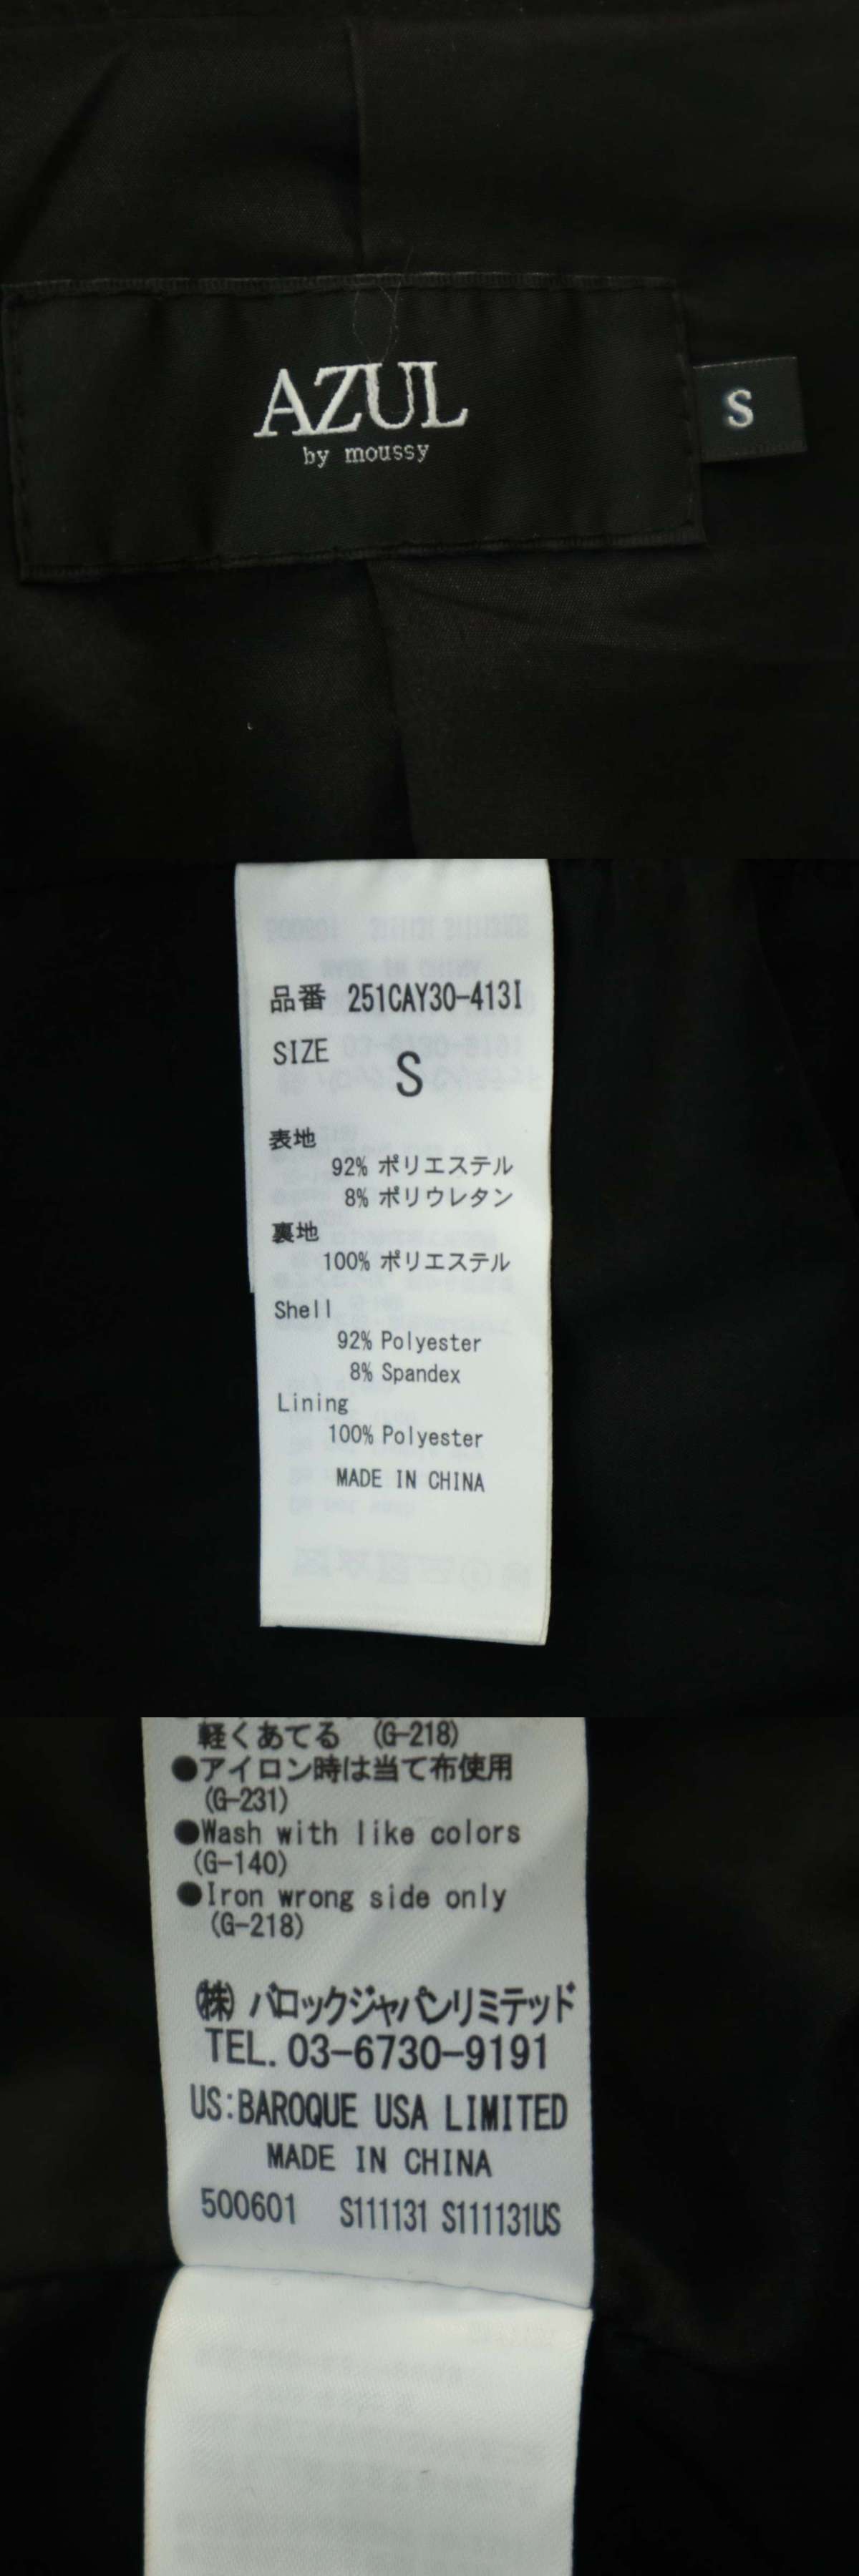 AZUL
by moussy
S
品番 251CAY30-413I
SIZE
S
表地
92% ポリエステル
8% ポリウレタン
裏地
100% ポリエステル
Shell
92% Polyester
8% Spandex
Lining
100% Polyester
MADE IN CHINA
軽くあてる (G-218)
●アイロン時は当て布使用
(G-231)
●Wash with like colors
(G-140)
●Iron wrong side only
(G-218)
㈱ バロックジャパンリミテッド
TEL. 03-6730-9191
US:BAROQUE USA LIMITED
MADE IN CHINA
500601 S111131 S111131US